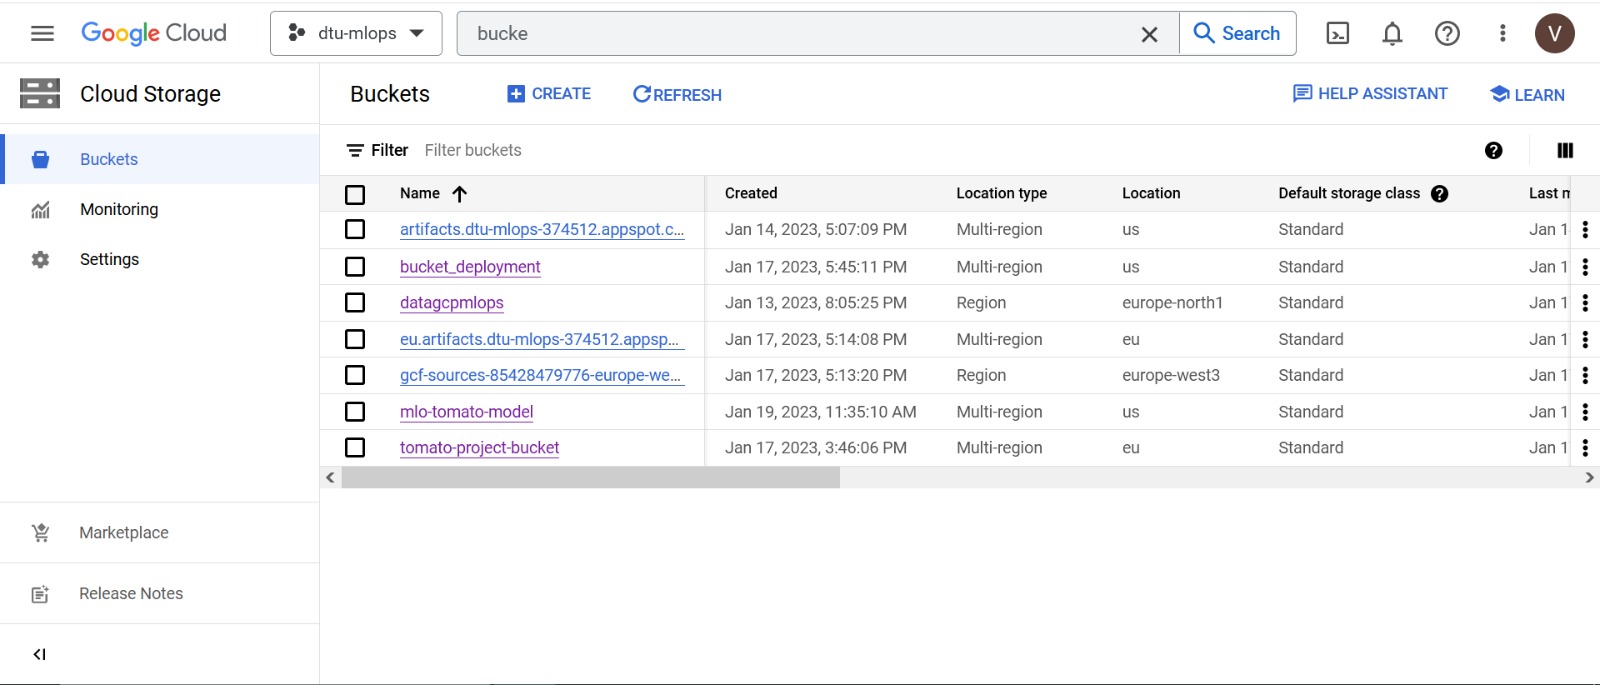 Google Cloud dtu-mlops bucke Search V
Cloud Storage Buckets CREATE REFRESH HELP ASSISTANT LEARN
Buckets
Monitoring
Settings
Marketplace
Release Notes
Filter Filter buckets
Name Created Location type Location Default storage class Last m
artifacts.dtu-mlops-374512.appspot.c... Jan 14, 2023, 5:07:09 PM Multi-region us Standard Jan 1
bucket_deployment Jan 17, 2023, 5:45:11 PM Multi-region us Standard Jan 1
datagcpmlops Jan 13, 2023, 8:05:25 PM Region europe-north1 Standard Jan 1
eu.artifacts.dtu-mlops-374512.appsp... Jan 17, 2023, 5:14:08 PM Multi-region eu Standard Jan 1
gcf-sources-85428479776-europe-we... Jan 17, 2023, 5:13:20 PM Region europe-west3 Standard Jan 1
mlo-tomato-model Jan 19, 2023, 11:35:10 AM Multi-region us Standard Jan 1
tomato-project-bucket Jan 17, 2023, 3:46:06 PM Multi-region eu Standard Jan 1